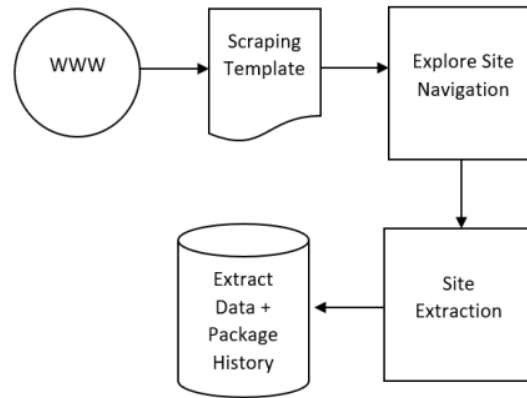 WWW
Scraping
Template
Explore Site
Navigation
Site
Extraction
Extract
Data +
Package
History